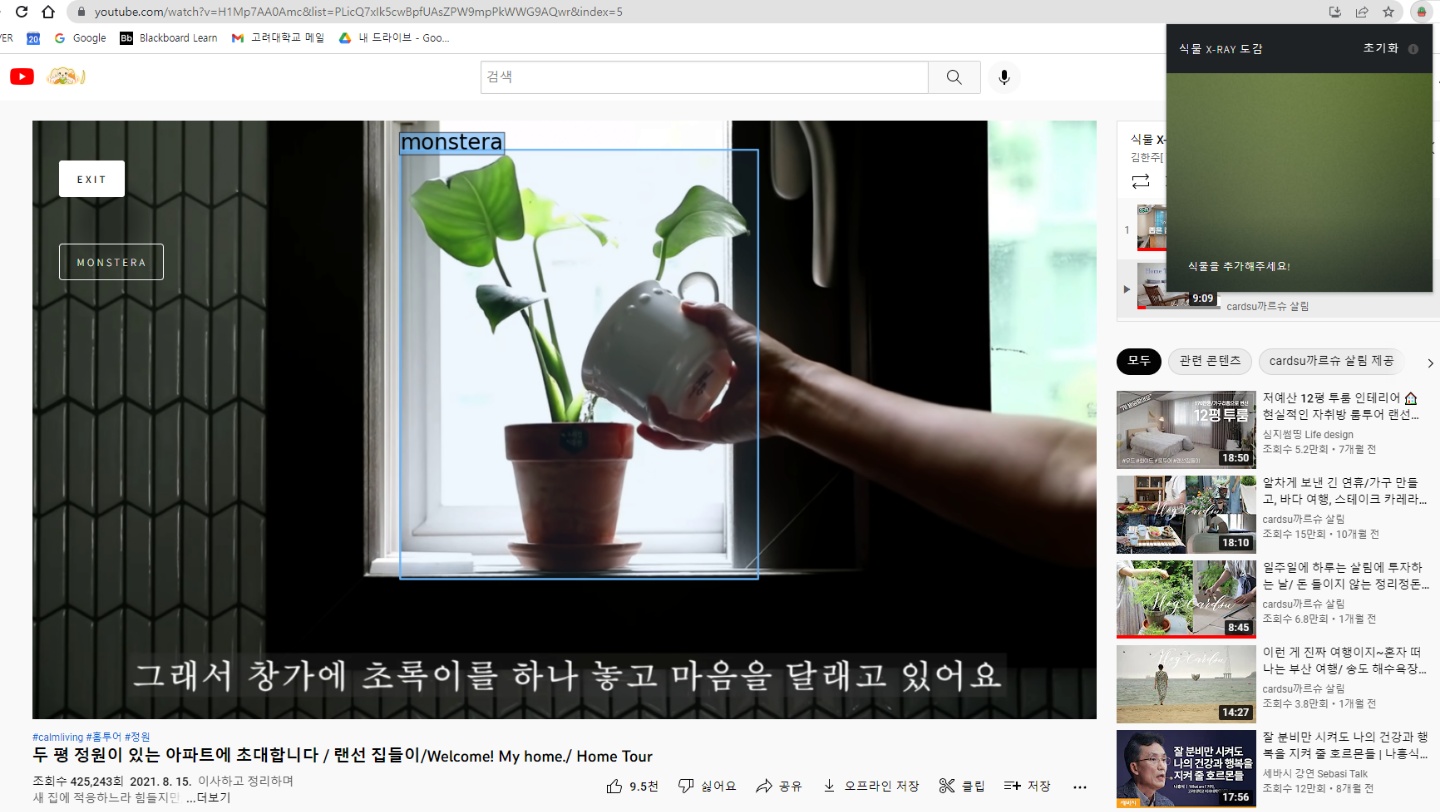 youtube.com/watch?v=H1Mp7AA0Amc&list=PLicQ7xIk5cwBpfUAsZPW9mpPkWWG9AQwr&index=5
VER 20+ Google Bb Blackboard Learn 고려대학교 메일 내 드라이브 - Goo...
식물 X-RAY 도감 초기화
검색
식물을 추가해주세요!
monstera
EXIT
MONSTERA
그래서 창가에 초록이를 하나 놓고 마음을 달래고 있어요
#calmliving #홈투어 #정원
두 평 정원이 있는 아파트에 초대합니다 / 랜선 집들이/Welcome! My home./ Home Tour
조회수 425,243회 2021. 8. 15. 이사하고 정리하며
새 집에 적응하느라 힘들지만 ...더보기
9.5천 싫어요 공유 오프라인 저장 클립 저장
식물 X-
김한주[
1
9:09
cardsu까르슈 살림
모두 관련 콘텐츠 cardsu까르슈 살림 제공
12평 투룸
18:50
저예산 12평 투룸 인테리어
현실적인 자취방 룸투어 랜선...
심지썸띵 Life design
조회수 5.2만회 • 7개월 전
Vlog Cardsu
18:10
알차게 보낸 긴 연휴/가구 만들
고, 바다 여행, 스테이크 카레라...
cardsu까르슈 살림
조회수 15만회 • 10개월 전
Vlog Cardsu
8:45
일주일에 하루는 살림에 투자하
는 날/ 돈 들이지 않는 정리정돈...
cardsu까르슈 살림
조회수 6.8만회 • 1개월 전
Vlog Cardsu
14:27
이런 게 진짜 여행이지~혼자 떠
나는 부산 여행/ 송도 해수욕장...
cardsu까르슈 살림
조회수 3.8만회 • 1개월 전
잘 분비만 시켜도
나의 건강과 행복을
지켜 줄 호르몬들
세바시
17:56
잘 분비만 시켜도 나의 건강과 행
복을 지켜 줄 호르몬들 | 나흥식...
세바시 강연 Sebasi Talk
조회수 12만회 • 8개월 전